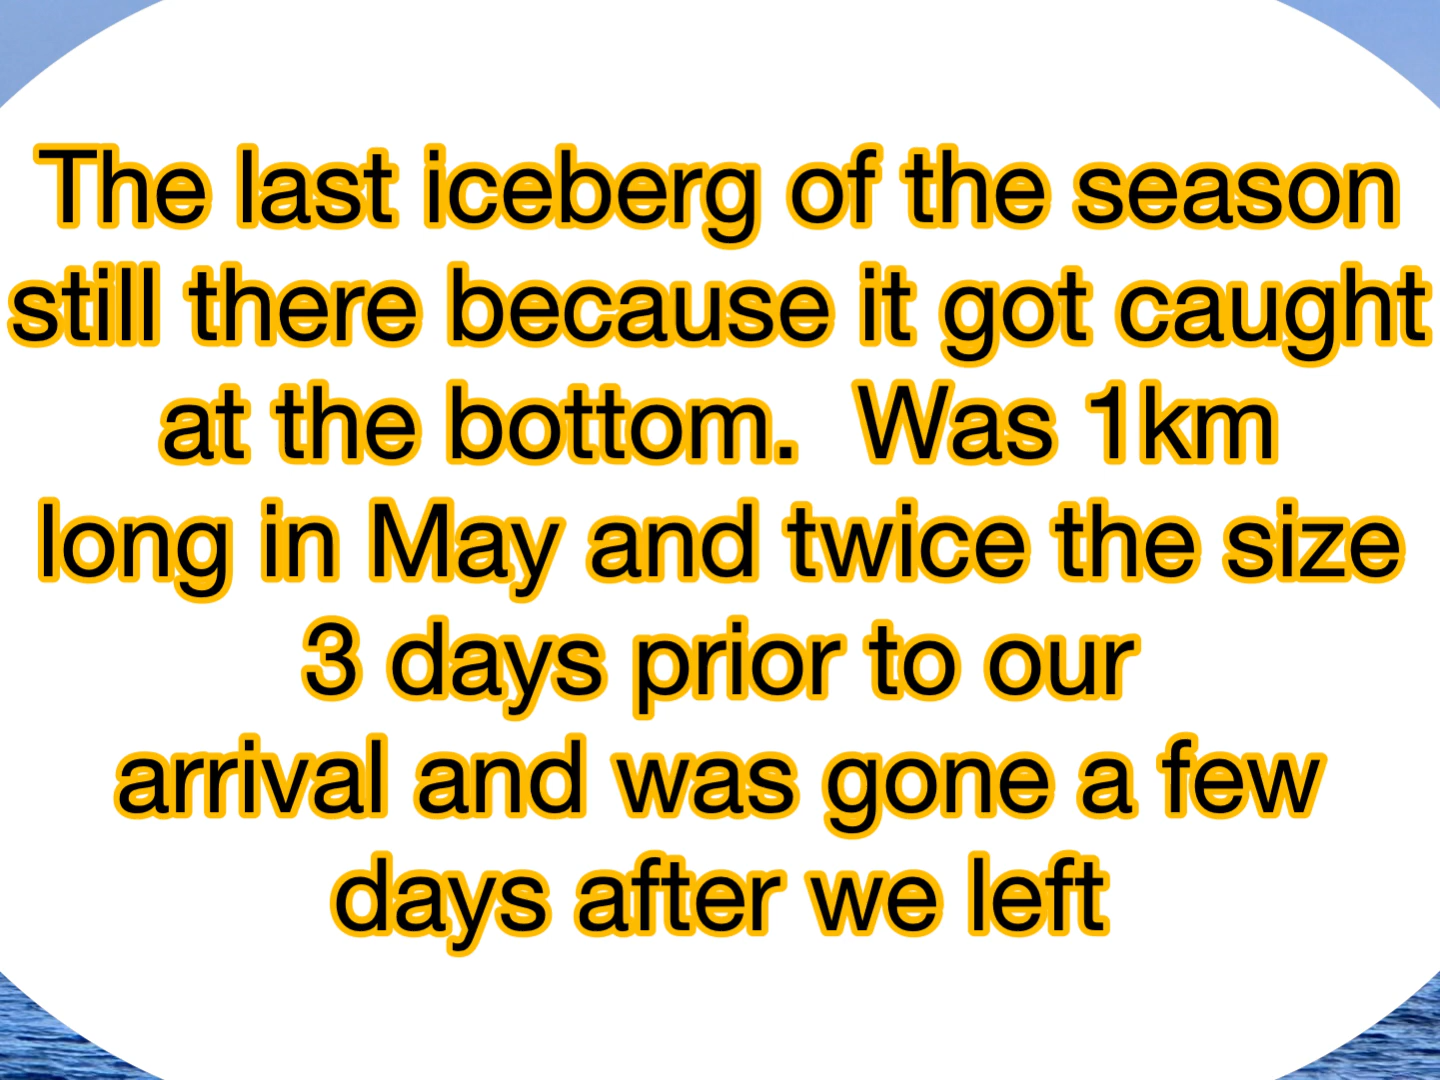 The last iceberg of the season
still there because it got caught
at the bottom.  Was 1km
long in May and twice the size
3 days prior to our
arrival and was gone a few
days after we left